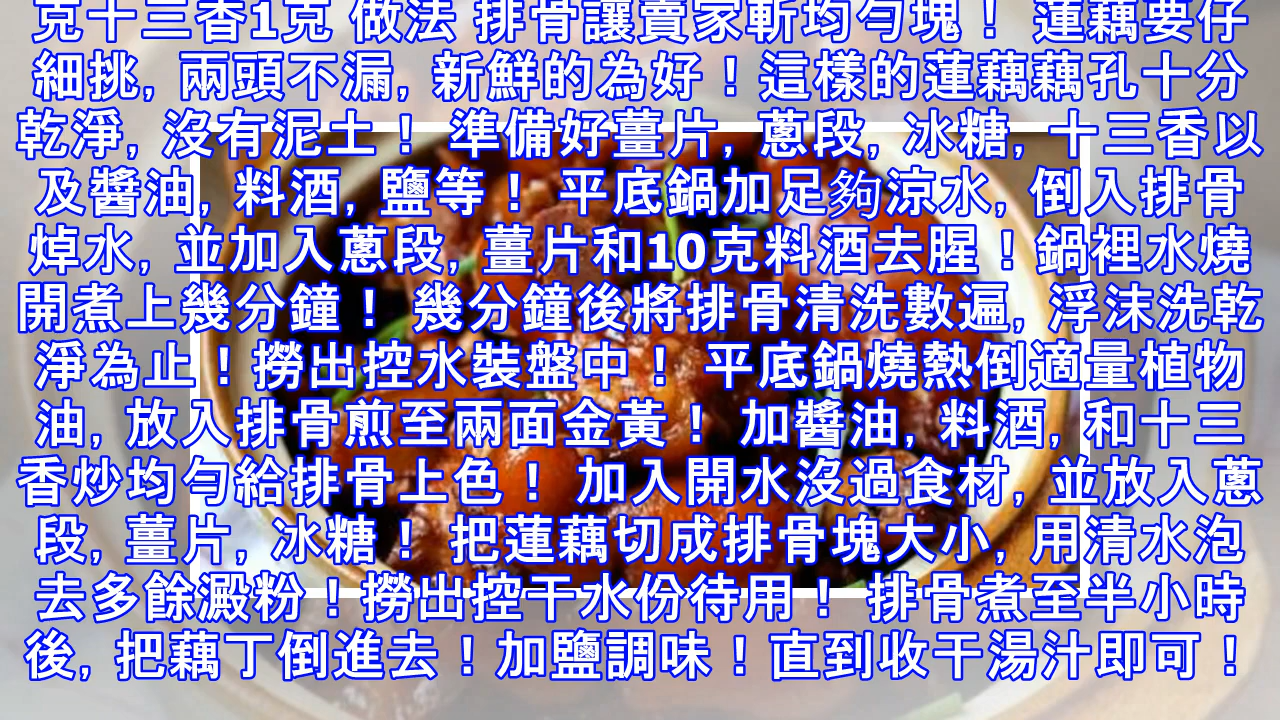 克十三香1克 做法 排骨讓賣家斬均勻塊！ 蓮藕要仔
細挑, 兩頭不漏, 新鮮的為好！這樣的蓮藕藕孔十分
乾淨, 沒有泥土！ 準備好薑片, 蔥段, 冰糖, 十三香以
及醬油, 料酒, 鹽等！ 平底鍋加足夠涼水, 倒入排骨
焯水, 並加入蔥段, 薑片和10克料酒去腥！鍋裡水燒
開煮上幾分鐘！ 幾分鐘後將排骨清洗數遍, 浮沫洗乾
淨為止！撈出控水裝盤中！ 平底鍋燒熱倒適量植物
油, 放入排骨煎至兩面金黃！ 加醬油, 料酒, 和十三
香炒均勻給排骨上色！ 加入開水沒過食材, 並放入蔥
段, 薑片, 冰糖！ 把蓮藕切成排骨塊大小, 用清水泡
去多餘澱粉！撈出控干水份待用！ 排骨煮至半小時
後, 把藕丁倒進去！加鹽調味！直到收干湯汁即可！